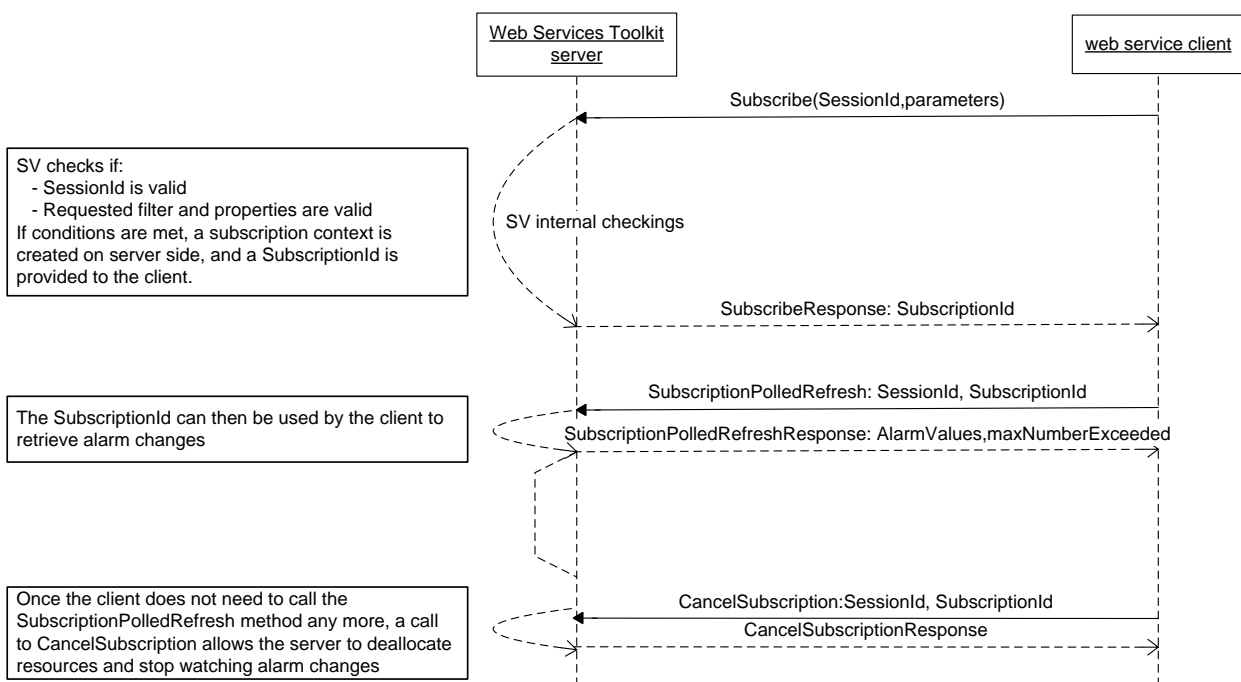 Web Services Toolkit
server
web service client
Subscribe(SessionId,parameters)
SV checks if:
- SessionId is valid
- Requested filter and properties are valid
If conditions are met, a subscription context is
created on server side, and a SubscriptionId is
provided to the client.
SV internal checkings
SubscribeResponse: SubscriptionId
SubscriptionPolledRefresh: SessionId, SubscriptionId
The SubscriptionId can then be used by the client to
retrieve alarm changes
SubscriptionPolledRefreshResponse: AlarmValues,maxNumberExceeded
Once the client does not need to call the
SubscriptionPolledRefresh method any more, a call
to CancelSubscription allows the server to deallocate
resources and stop watching alarm changes
CancelSubscription:SessionId, SubscriptionId
CancelSubscriptionResponse